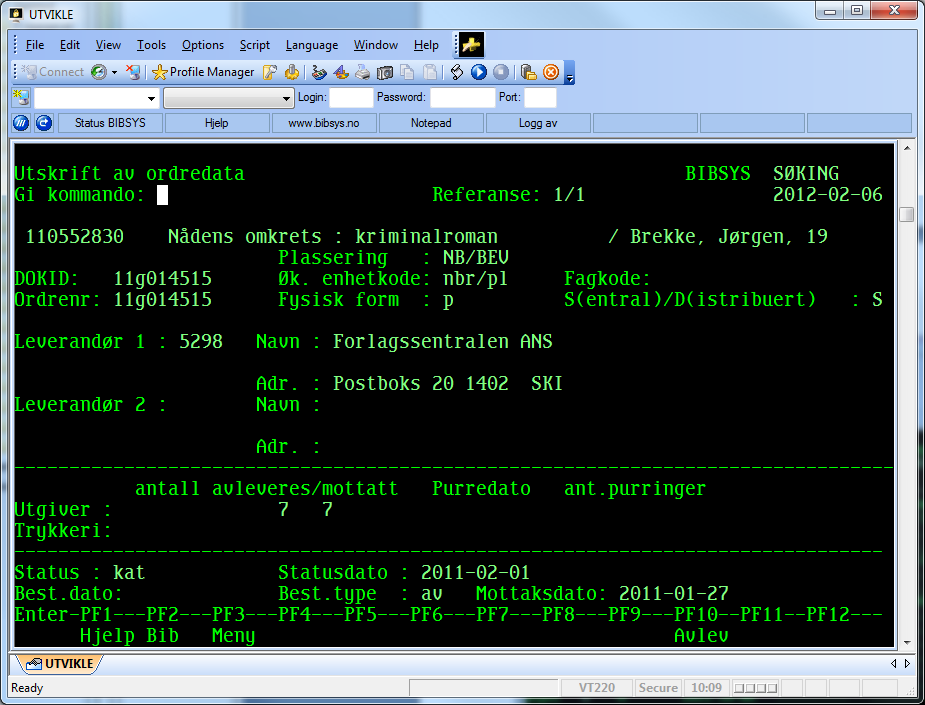 UTVIKLE
File Edit View Tools Options Script Language Window Help
Connect Profile Manager
Login: Password: Port:
Status BIBSYS Hjelp www.bibsys.no Notepad Logg av
Utskrift av ordredata BIBSYS SØKING
Gi kommando: Referanse: 1/1 2012-02-06
110552830 Nådens omkrets : kriminalroman / Brekke, Jørgen, 19
Plassering : NB/BEV
DOKID: 11g014515 Øk. enhetkode: nbr/pl Fagkode:
Ordrenr: 11g014515 Fysisk form : p S(entral)/D(istribuert) : S
Leverandør 1 : 5298 Navn : Forlagssentralen ANS
Adr. : Postboks 20 1402 SKI
Leverandør 2 : Navn :
Adr. :
--------------------------------------------------------------------------------
antall avleveres/mottatt Purredato ant.purringer
Utgiver : 7 7
Trykkeri:
-------------------------------------------------------------------------------
Status : kat Statusdato : 2011-02-01
Best.dato: Best.type : av Mottaksdato: 2011-01-27
Enter-PF1---PF2---PF3---PF4---PF5---PF6---PF7---PF8---PF9---PF10--PF11--PF12---
Hjelp Bib Meny Avlev
UTVIKLE
Ready VT220 Secure 10:09